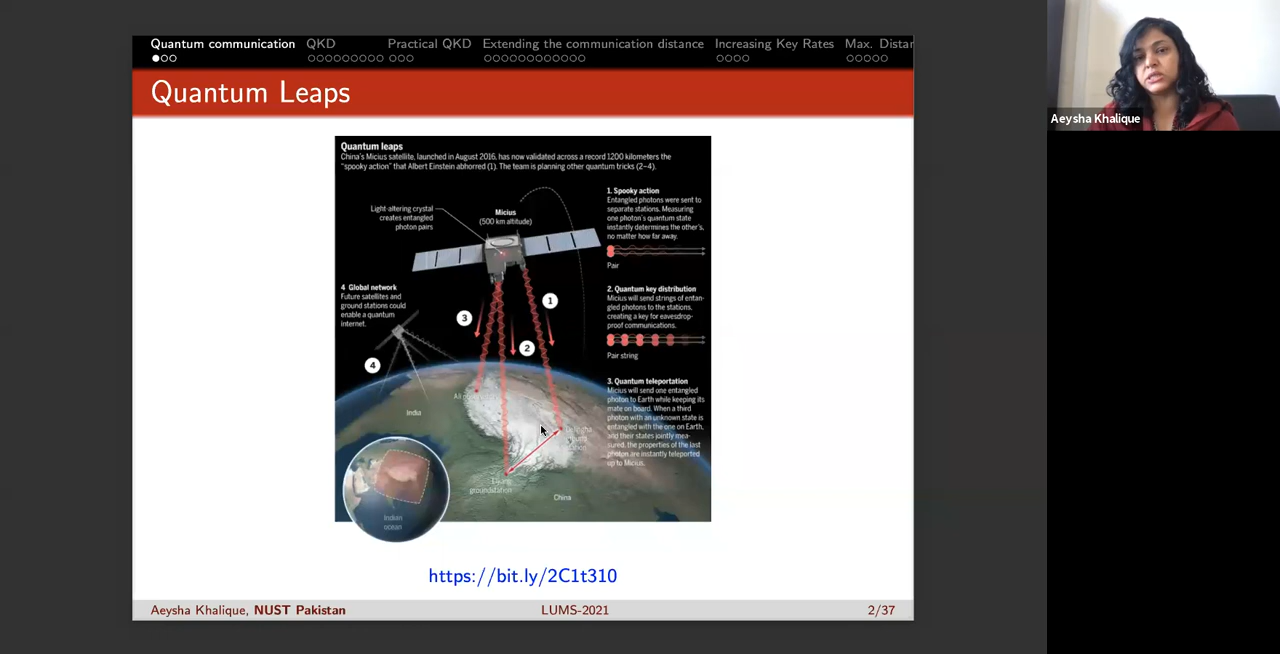 Quantum communication QKD Practical QKD Extending the communication distance Increasing Key Rates Max. Distar
Quantum Leaps
Aeysha Khalique
Quantum leaps
China's Micius satellite, launched in August 2016, has now validated across a record 1200 kilometers the
"spooky action" that Albert Einstein abhorred (1). The team is planning other quantum tricks (2–4).
Light-altering crystal
creates entangled
photon pairs
Micius
(500 km altitude)
1. Spooky action
Entangled photons were sent to
separate stations. Measuring
one photon's quantum state
instantly determines the other's,
no matter how far away.
Pair
4 Global network
Future satellites and
ground stations could
enable a quantum
internet.
2. Quantum key distribution
Micius will send strings of entan-
gled photons to the stations,
creating a key for eavesdrop-
proof communications.
Pair string
1
3
2
4
3. Quantum teleportation
Micius will send one entangled
photon to Earth while keeping its
mate on board. When a third
photon with an unknown state is
entangled with the one on Earth,
and their states jointly mea-
sured, the properties of the last
photon are instantly teleported
up to Micius.
India
groundstation
China
Indian
ocean
https://bit.ly/2C1t310
Aeysha Khalique, NUST Pakistan LUMS-2021 2/37